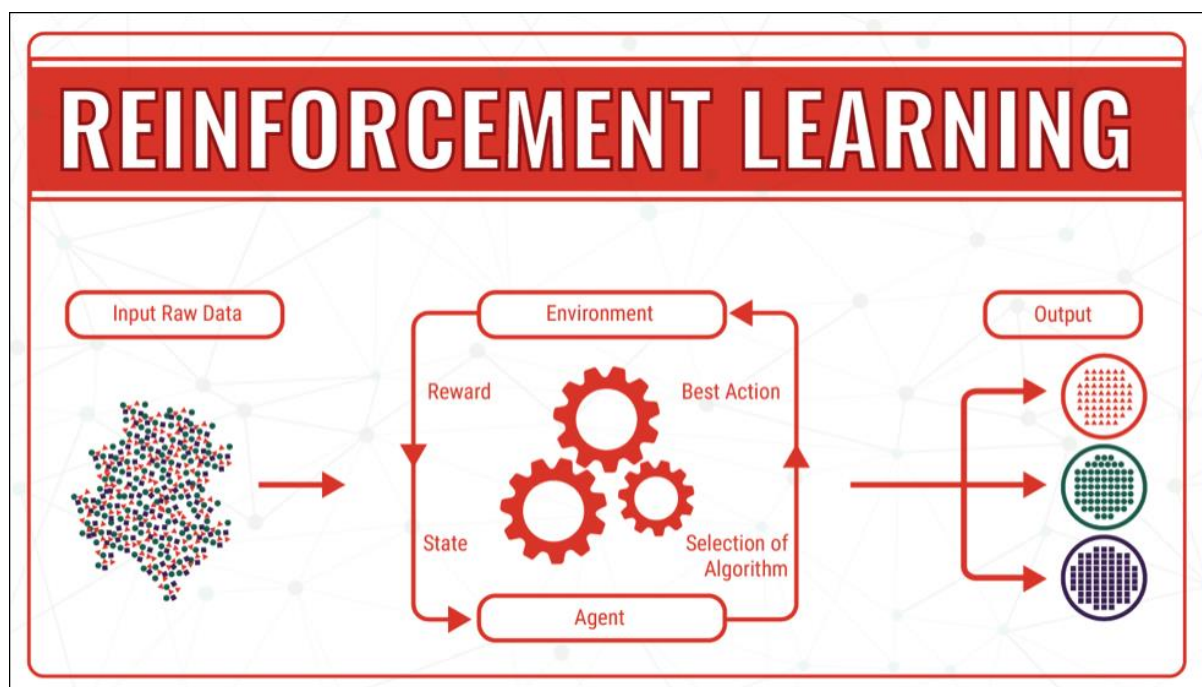 REINFORCEMENT LEARNING
Input Raw Data
Environment
Output
Reward
Best Action
State
Selection of
Algorithm
Agent